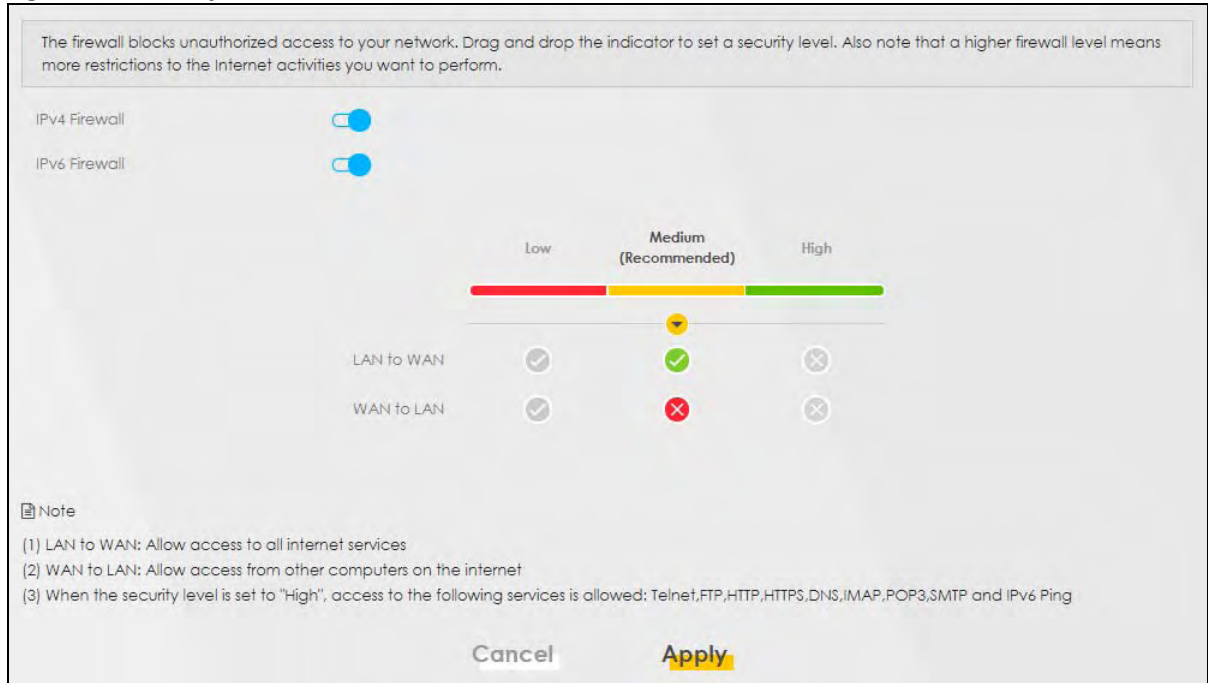 The firewall blocks unauthorized access to your network. Drag and drop the indicator to set a security level. Also note that a higher firewall level means
more restrictions to the Internet activities you want to perform.
IPv4 Firewall
IPv6 Firewall
Low
Medium
(Recommended)
High
LAN to WAN
WAN to LAN
Note
(1) LAN to WAN: Allow access to all internet services
(2) WAN to LAN: Allow access from other computers on the internet
(3) When the security level is set to "High", access to the following services is allowed: Telnet,FTP,HTTP,HTTPS,DNS,IMAP,POP3,SMTP and IPv6 Ping
Cancel
Apply